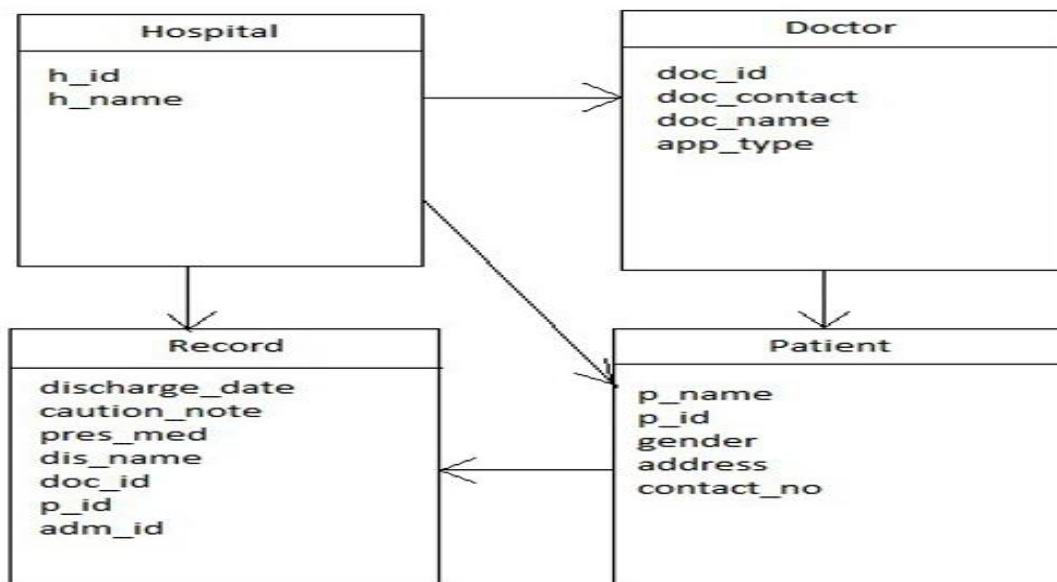 Hospital
h_id
h_name
Doctor
doc_id
doc_contact
doc_name
app_type
Record
discharge_date
caution_note
pres_med
dis_name
doc_id
p_id
adm_id
Patient
p_name
p_id
gender
address
contact_no